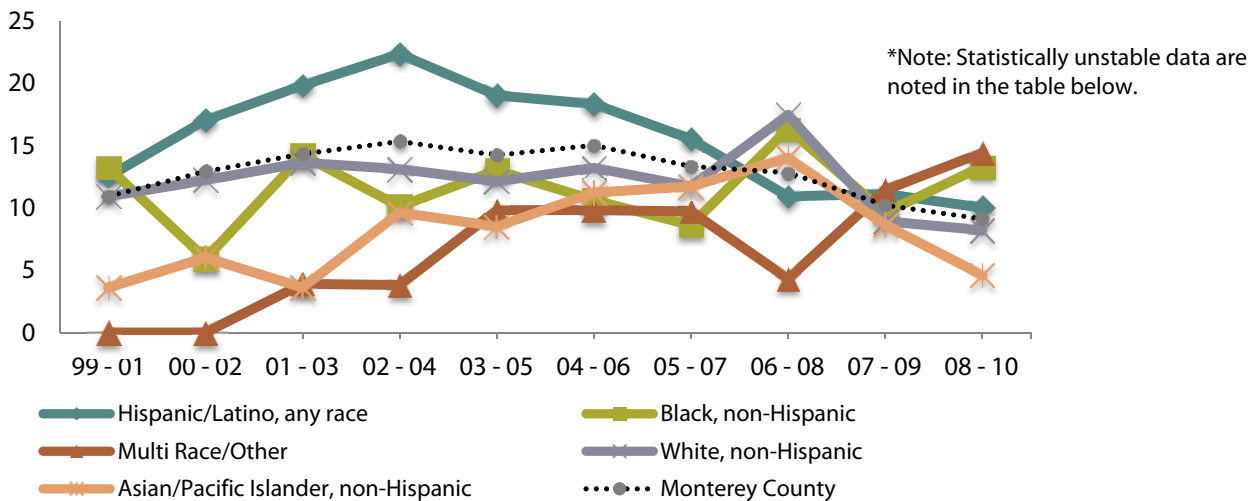 25
20
15
10
5
0
*Note: Statistically unstable data are
noted in the table below.
99 - 01 00 - 02 01 - 03 02 - 04 03 - 05 04 - 06 05 - 07 06 - 08 07 - 09 08 - 10
Hispanic/Latino, any race Black, non-Hispanic
Multi Race/Other White, non-Hispanic
Asian/Pacific Islander, non-Hispanic Monterey County